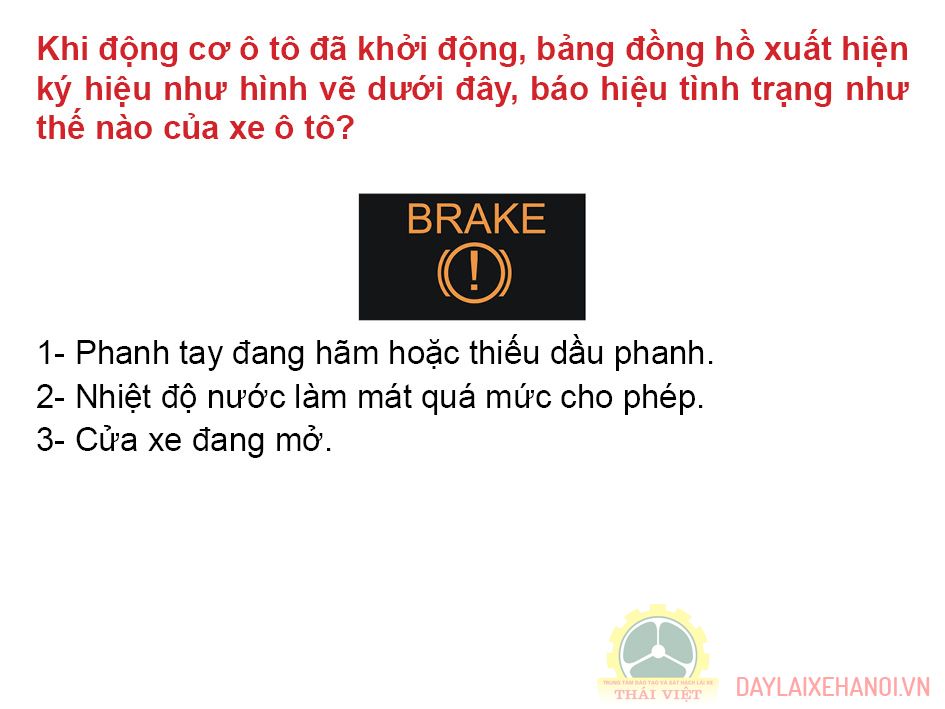 Khi động cơ ô tô đã khởi động, bảng đồng hồ xuất hiện
ký hiệu như hình vẽ dưới đây, báo hiệu tình trạng như
thế nào của xe ô tô?
BRAKE
(!)
1- Phanh tay đang hãm hoặc thiếu dầu phanh.
2- Nhiệt độ nước làm mát quá mức cho phép.
3- Cửa xe đang mở.
TRUNG TÂM ĐÀO TẠO VÀ SÁT HẠCH LÁI XE
THÁI VIỆT
DAYLAIXEHANOI.VN